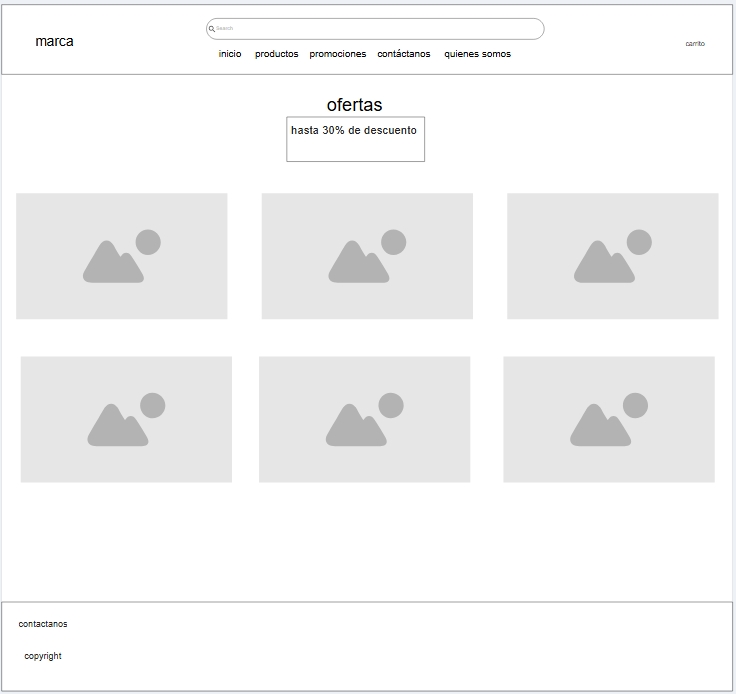 marca
Search
inicio productos promociones contáctanos quienes somos
carrito
ofertas
hasta 30% de descuento
contactanos
copyright